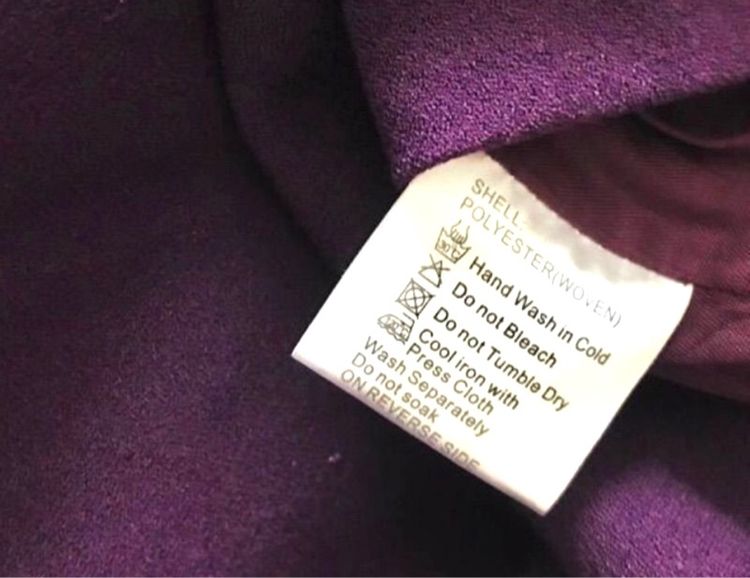 SHELL:
POLYESTER(WOVEN)
30°C Hand Wash in Cold
Do not Bleach
Do not Tumble Dry
Cool iron with
Press Cloth
Wash Separately
Do not soak
ON REVERSE SIDE